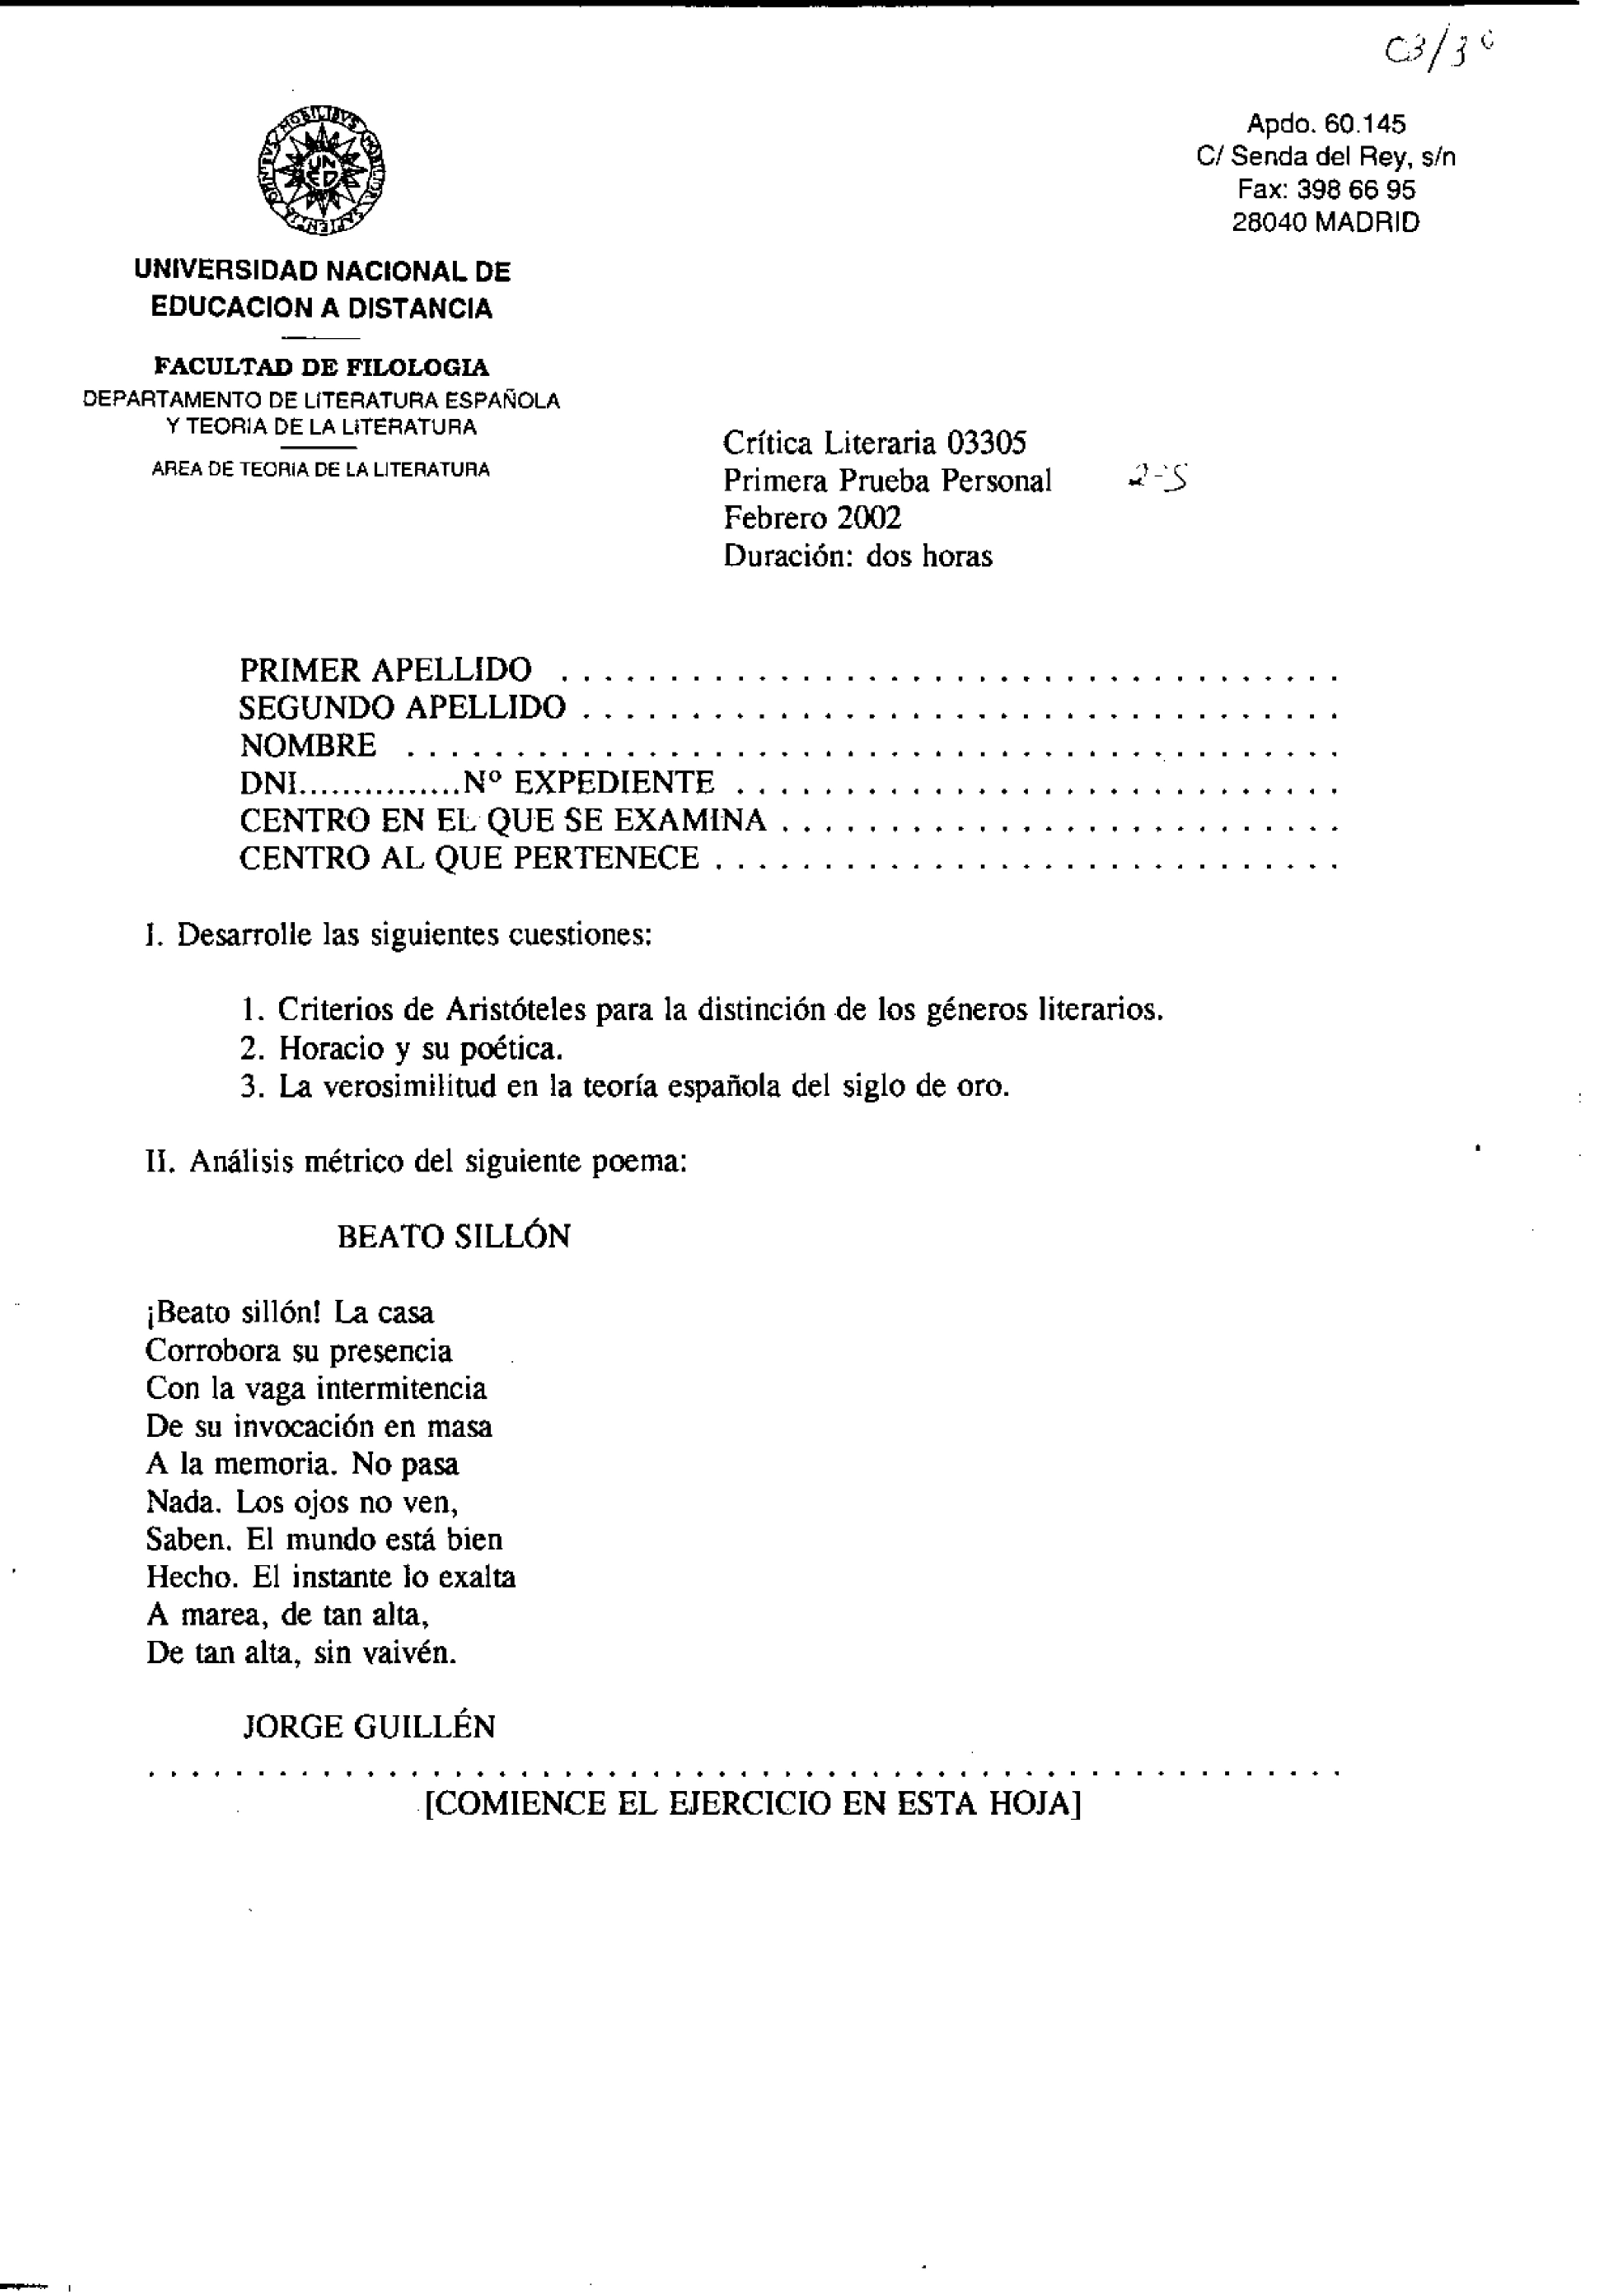 C3/3º
Apdo. 60.145
C/ Senda del Rey, s/n
Fax: 398 66 95
28040 MADRID
OMNIBUS MOBILIBUS MOBILIOR SAPIENTIA
UNED
UNIVERSIDAD NACIONAL DE
EDUCACION A DISTANCIA
FACULTAD DE FILOLOGIA
DEPARTAMENTO DE LITERATURA ESPAÑOLA
Y TEORIA DE LA LITERATURA
AREA DE TEORIA DE LA LITERATURA
Crítica Literaria 03305
Primera Prueba Personal 2-S
Febrero 2002
Duración: dos horas
PRIMER APELLIDO . . . . . . . . . . . . . . . . . . . . . . . . . . . . . . . . . . . .
SEGUNDO APELLIDO . . . . . . . . . . . . . . . . . . . . . . . . . . . . . . . . . . .
NOMBRE . . . . . . . . . . . . . . . . . . . . . . . . . . . . . . . . . . . . . . . . . . .
DNI...............Nº EXPEDIENTE . . . . . . . . . . . . . . . . . . . . . . . . . . . .
CENTRO EN EL QUE SE EXAMINA . . . . . . . . . . . . . . . . . . . . . . . . . .
CENTRO AL QUE PERTENECE . . . . . . . . . . . . . . . . . . . . . . . . . . . . .
I. Desarrolle las siguientes cuestiones:
1. Criterios de Aristóteles para la distinción de los géneros literarios.
2. Horacio y su poética.
3. La verosimilitud en la teoría española del siglo de oro.
II. Análisis métrico del siguiente poema:
BEATO SILLÓN
¡Beato sillón! La casa
Corrobora su presencia
Con la vaga intermitencia
De su invocación en masa
A la memoria. No pasa
Nada. Los ojos no ven,
Saben. El mundo está bien
Hecho. El instante lo exalta
A marea, de tan alta,
De tan alta, sin vaivén.
JORGE GUILLÉN
. . . . . . . . . . . . . . . . . . . . . . . . . . . . . . . . . . . . . . . . . . . . . . . . . . . . . . .
[COMIENCE EL EJERCICIO EN ESTA HOJA]